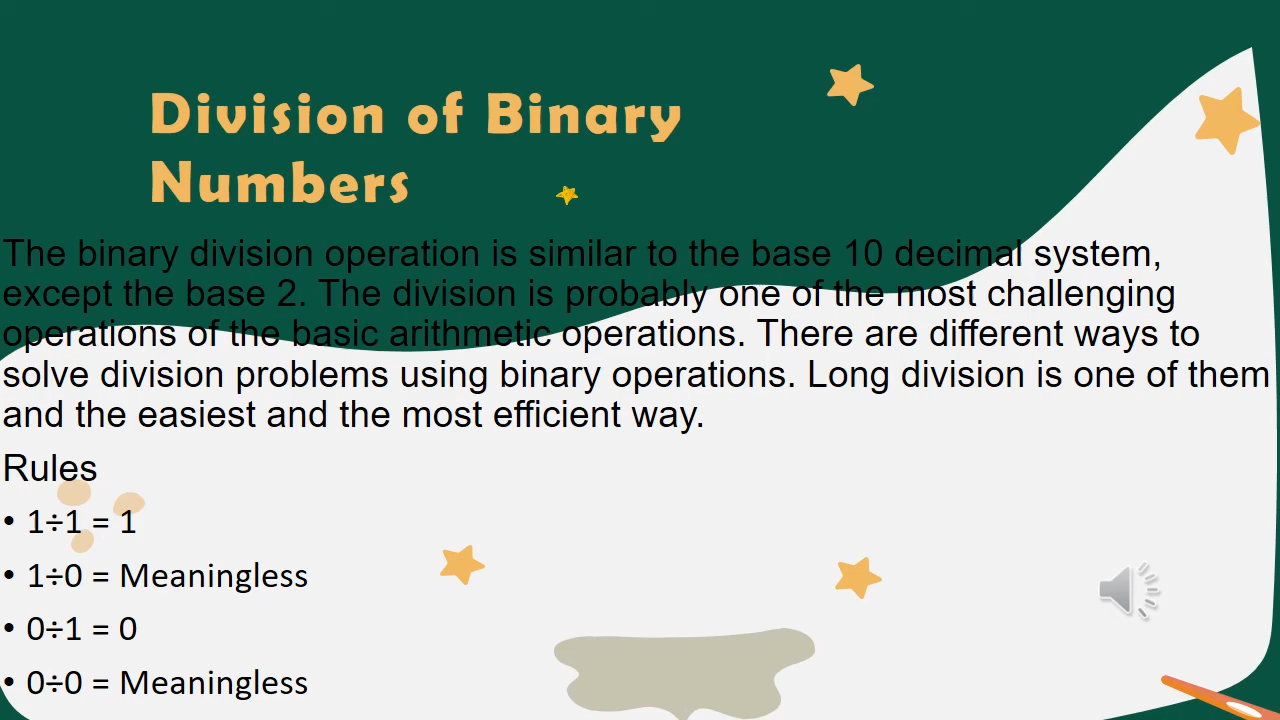 Division of Binary
Numbers
The binary division operation is similar to the base 10 decimal system,
except the base 2. The division is probably one of the most challenging
operations of the basic arithmetic operations. There are different ways to
solve division problems using binary operations. Long division is one of them
and the easiest and the most efficient way.
Rules
• 1÷1 = 1
• 1÷0 = Meaningless
• 0÷1 = 0
• 0÷0 = Meaningless